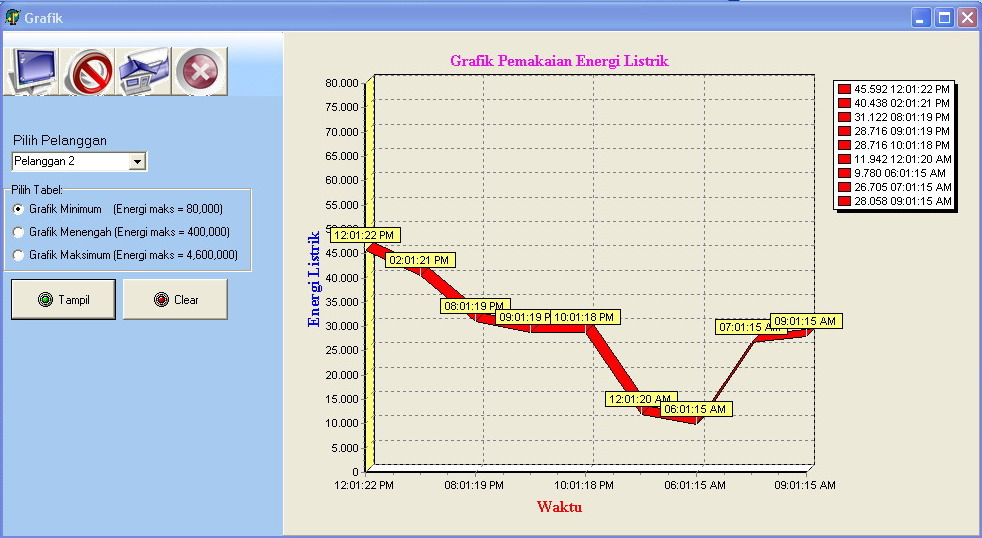 Grafik
Pilih Pelanggan
Pelanggan 2
Pilih Tabel:
Grafik Minimum (Energi maks = 80,000)
Grafik Menengah (Energi maks = 400,000)
Grafik Maksimum (Energi maks = 4,600,000)
Tampil
Clear
Grafik Pemakaian Energi Listrik
80.000
75.000
70.000
65.000
60.000
55.000
50.000
45.000
40.000
35.000
30.000
25.000
20.000
15.000
10.000
5.000
0
Energi Listrik
12:01:22 PM
02:01:21 PM
08:01:19 PM
09:01:19 P
10:01:18 PM
12:01:20 AM
06:01:15 AM
07:01:15 AM
09:01:15 AM
12:01:22 PM
08:01:19 PM
10:01:18 PM
06:01:15 AM
09:01:15 AM
Waktu
45.592 12:01:22 PM
40.438 02:01:21 PM
31.122 08:01:19 PM
28.716 09:01:19 PM
28.716 10:01:18 PM
11.942 12:01:20 AM
9.780 06:01:15 AM
26.705 07:01:15 AM
28.058 09:01:15 AM